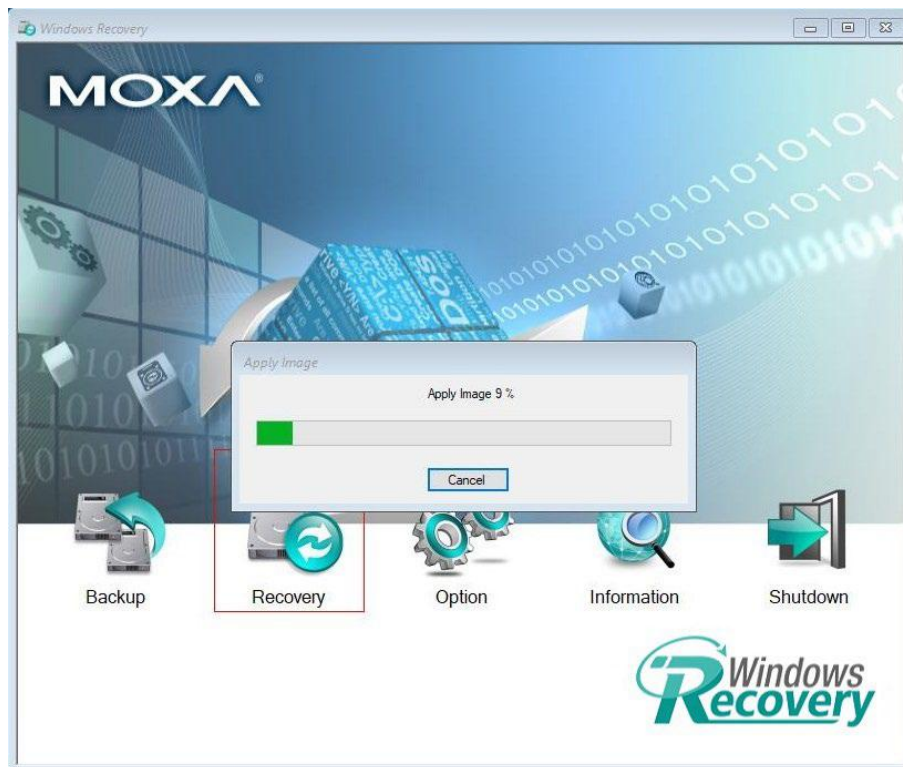 Windows Recovery
MOXA®
Apply Image
Apply Image 9 %
Cancel
Backup
Recovery
Option
Information
Shutdown
Windows
Recovery